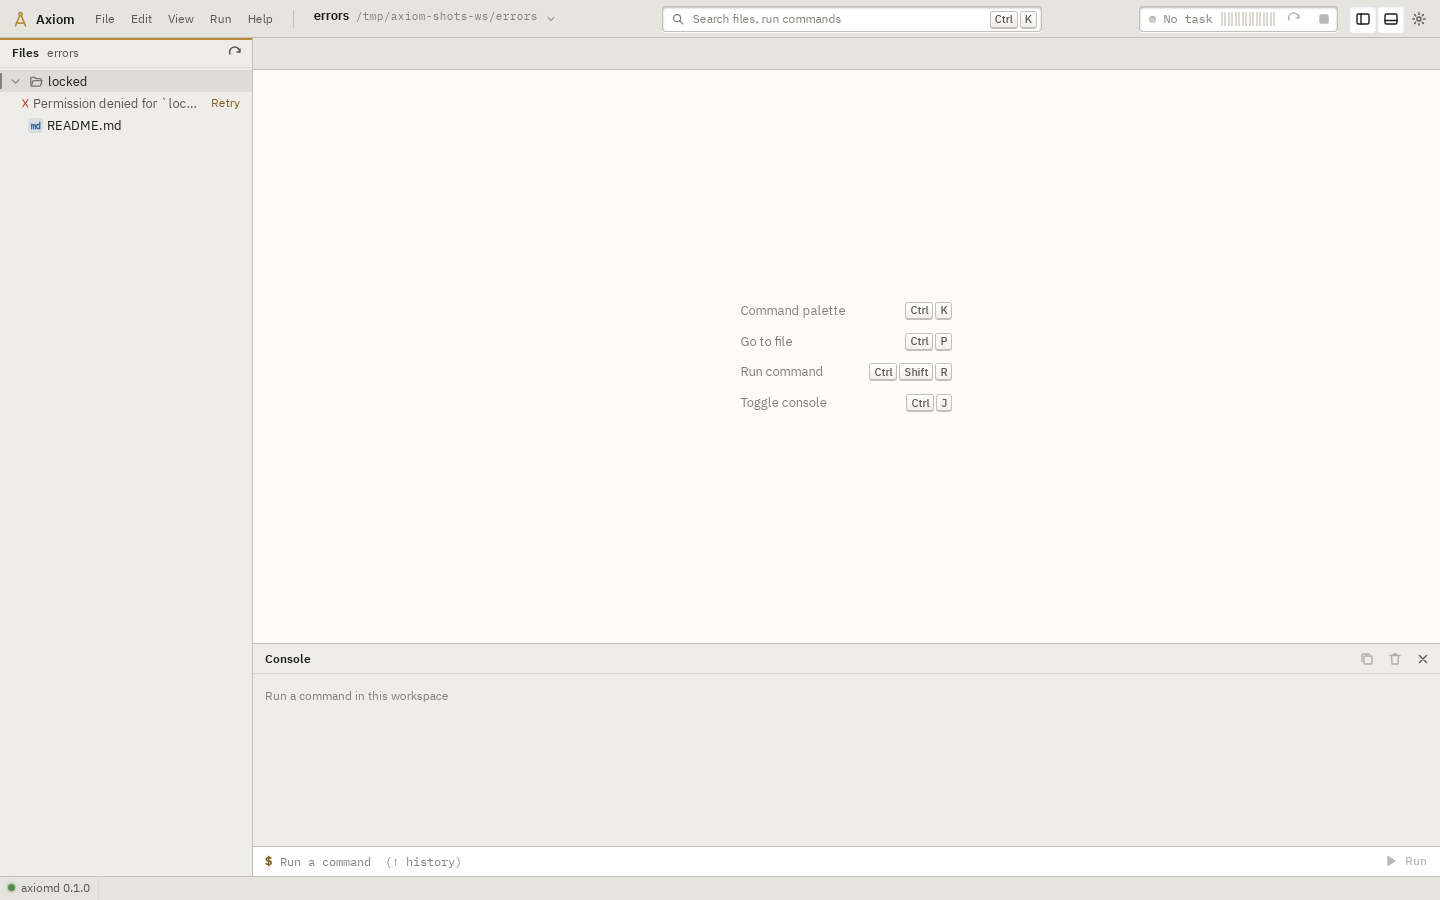 Axiom File Edit View Run Help errors /tmp/axiom-shots-ws/errors Search files, run commands Ctrl K No task
Files errors
locked
Permission denied for `loc... Retry
md README.md
Command palette Ctrl K
Go to file Ctrl P
Run command Ctrl Shift R
Toggle console Ctrl J
Console
Run a command in this workspace
$ Run a command (↑ history) Run
axiomd 0.1.0